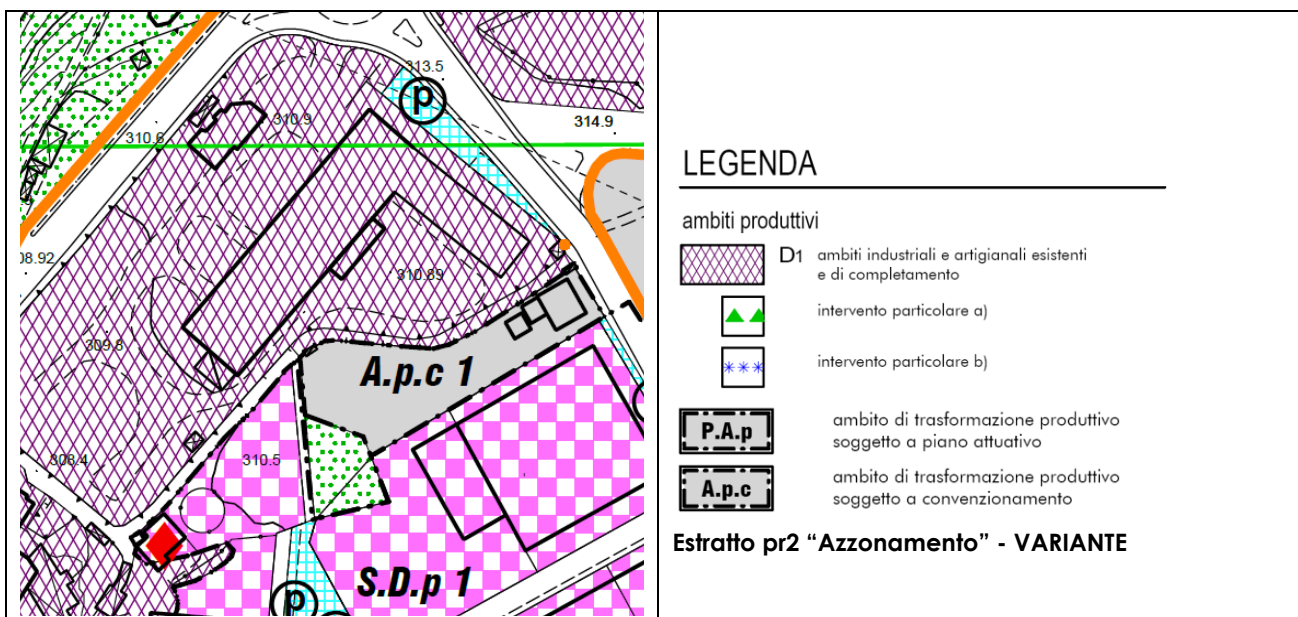 313.5
p
314.9
310.9
310.6
08.92
310.89
309.8
A.p.c 1
308.4
310.5
S.D.p 1
p
LEGENDA
ambiti produttivi
D1 ambiti industriali e artigianali esistenti
e di completamento
intervento particolare a)
intervento particolare b)
P.A.p
ambito di trasformazione produttivo
soggetto a piano attuativo
A.p.c
ambito di trasformazione produttivo
soggetto a convenzionamento
Estratto pr2 “Azzonamento” - VARIANTE